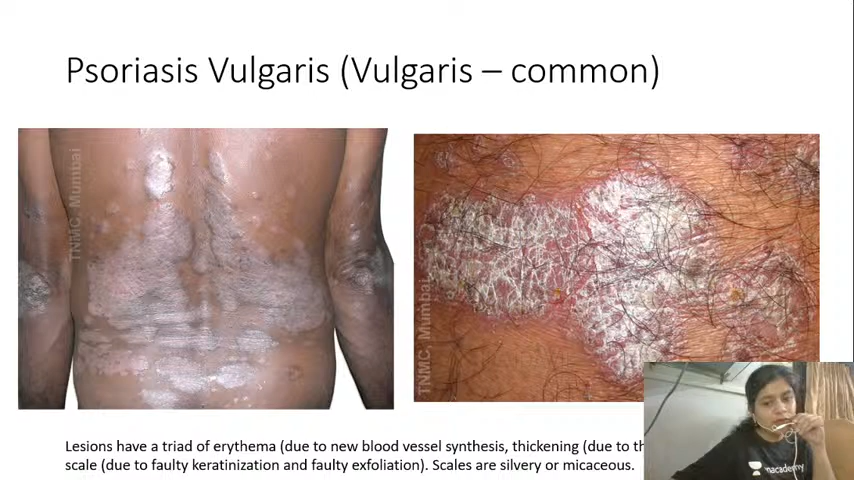 Psoriasis Vulgaris (Vulgaris – common)
TNMC, Mumbai
TNMC, Mumbai
Lesions have a triad of erythema (due to new blood vessel synthesis, thickening (due to
scale (due to faulty keratinization and faulty exfoliation). Scales are silvery or micaceous.